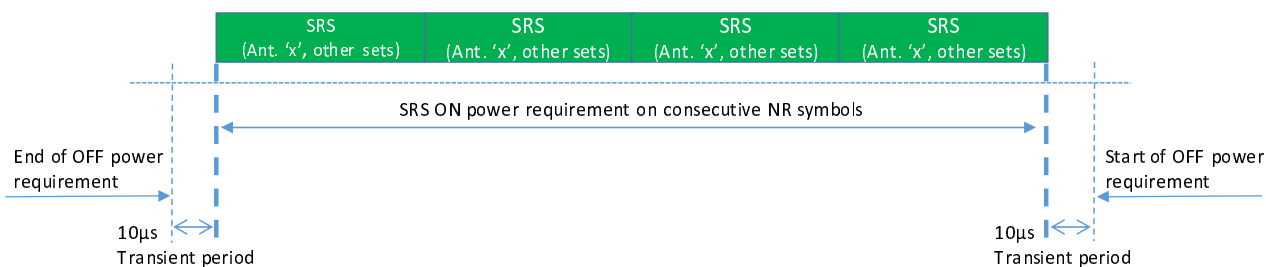 SRS
(Ant. ‘x’, other sets)
SRS
(Ant. ‘x’, other sets)
SRS
(Ant. ‘x’, other sets)
SRS
(Ant. ‘x’, other sets)
SRS ON power requirement on consecutive NR symbols
End of OFF power
requirement
Start of OFF power
requirement
10µs
Transient period
10µs
Transient period